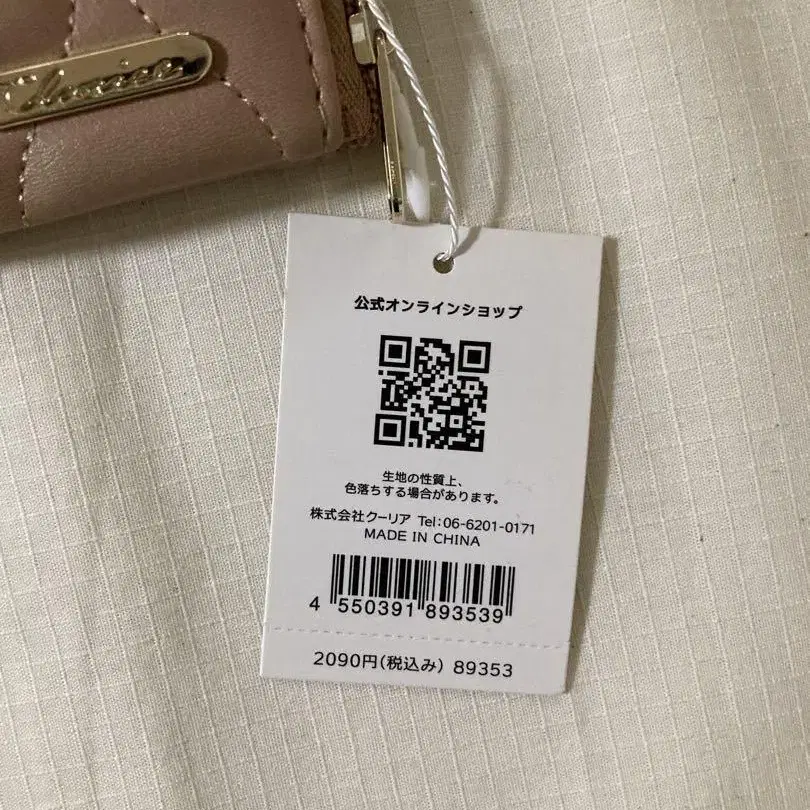 公式オンラインショップ
生地の性質上、
色落ちする場合があります。
株式会社クーリア Tel:06-6201-0171
MADE IN CHINA
4 550391 893539
2090円(税込み) 89353